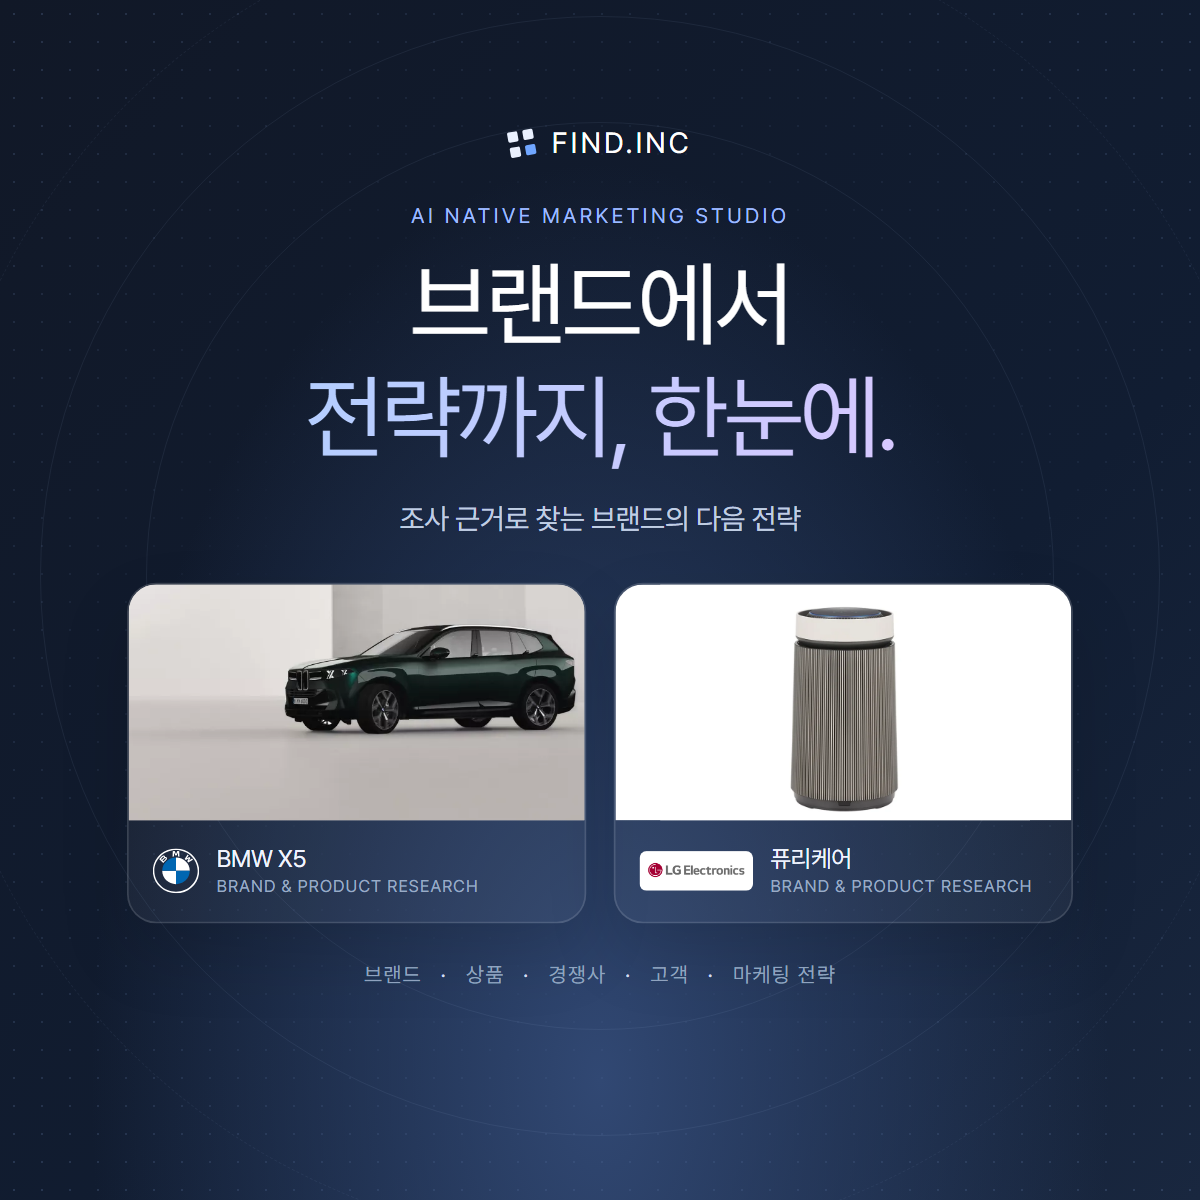 FIND.INC
AI NATIVE MARKETING STUDIO
브랜드에서
전략까지, 한눈에.
조사 근거로 찾는 브랜드의 다음 전략
BMW
BMW X5
BRAND & PRODUCT RESEARCH
LG Electronics
퓨리케어
BRAND & PRODUCT RESEARCH
브랜드 · 상품 · 경쟁사 · 고객 · 마케팅 전략